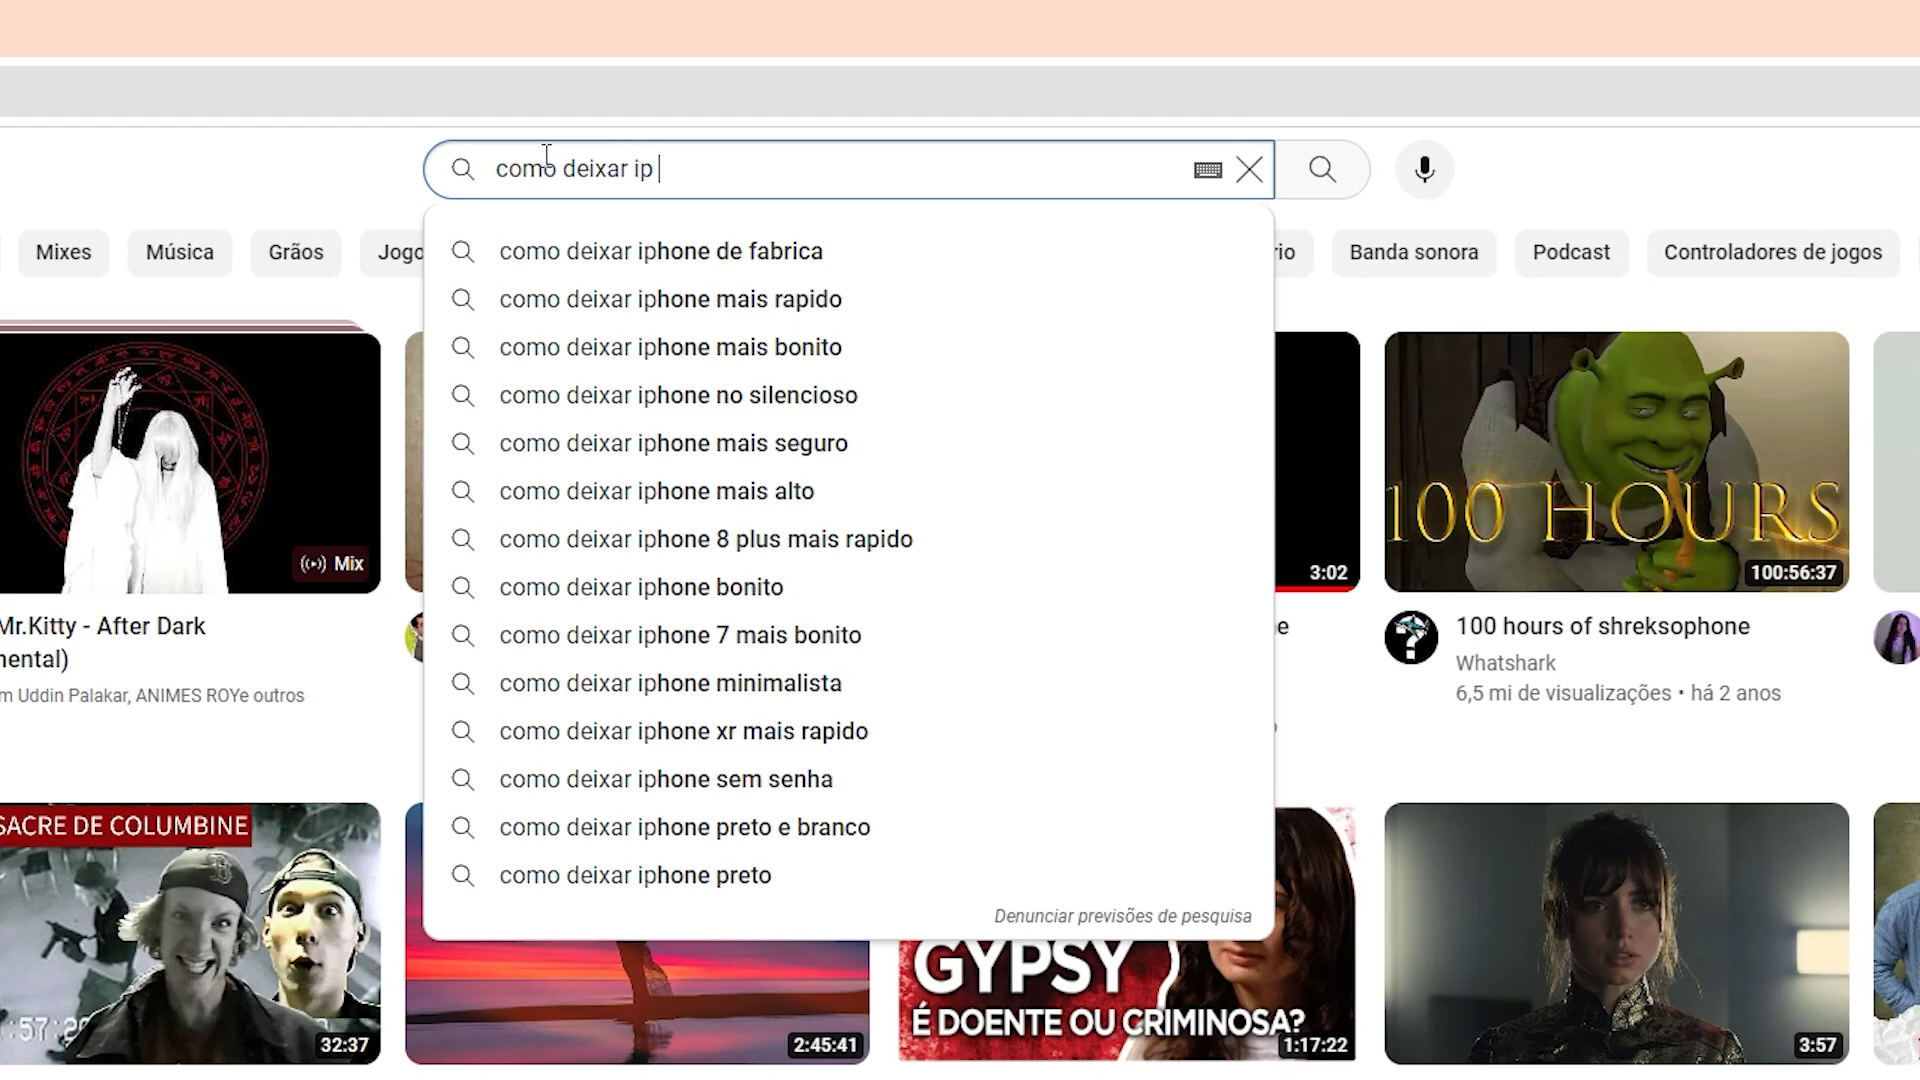 como deixar ip
Mixes
Música
Grãos
Jogo
rio
Banda sonora
Podcast
Controladores de jogos
como deixar iphone de fabrica
como deixar iphone mais rapido
como deixar iphone mais bonito
como deixar iphone no silencioso
como deixar iphone mais seguro
como deixar iphone mais alto
como deixar iphone 8 plus mais rapido
como deixar iphone bonito
como deixar iphone 7 mais bonito
como deixar iphone minimalista
como deixar iphone xr mais rapido
como deixar iphone sem senha
como deixar iphone preto e branco
como deixar iphone preto
Denunciar previsões de pesquisa
Mix
Mr.Kitty - After Dark
nental)
m Uddin Palakar, ANIMES ROYe outros
3:02
e
100 HOURS
100:56:37
100 hours of shreksophone
Whatshark
6,5 mi de visualizações • há 2 anos
SACRE DE COLUMBINE
32:37
2:45:41
GYPSY
É DOENTE OU CRIMINOSA?
1:17:22
3:57